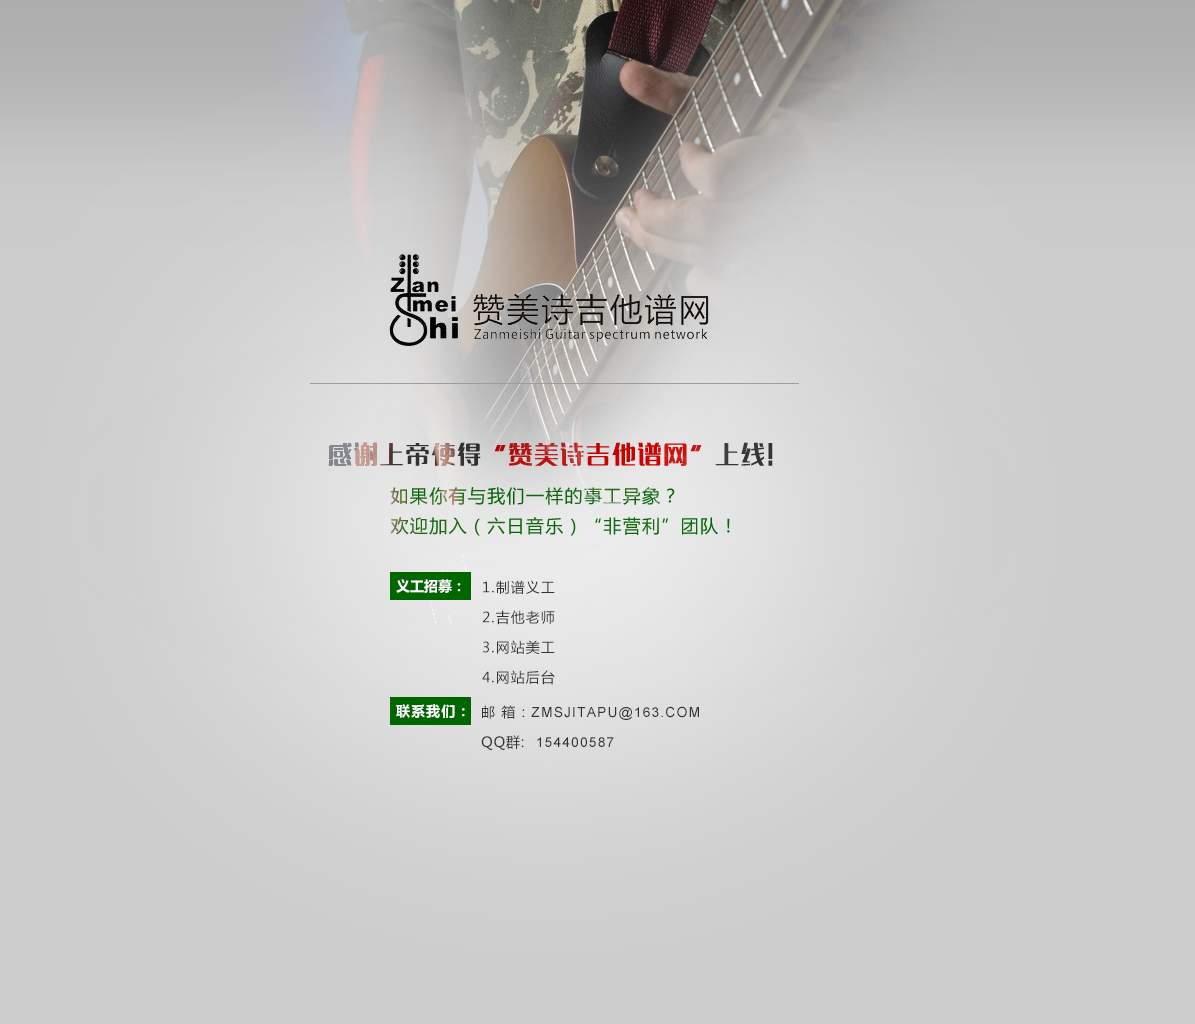 Zan
mei
Shi
赞美诗吉他谱网
Zanmeishi Guitar spectrum network
感谢上帝使得“赞美诗吉他谱网”上线!
如果你有与我们一样的事工异象？
欢迎加入（六日音乐）“非营利”团队！
义工招募：
1.制谱义工
2.吉他老师
3.网站美工
4.网站后台
联系我们：
邮 箱：ZMSJITAPU@163.COM
QQ群: 154400587